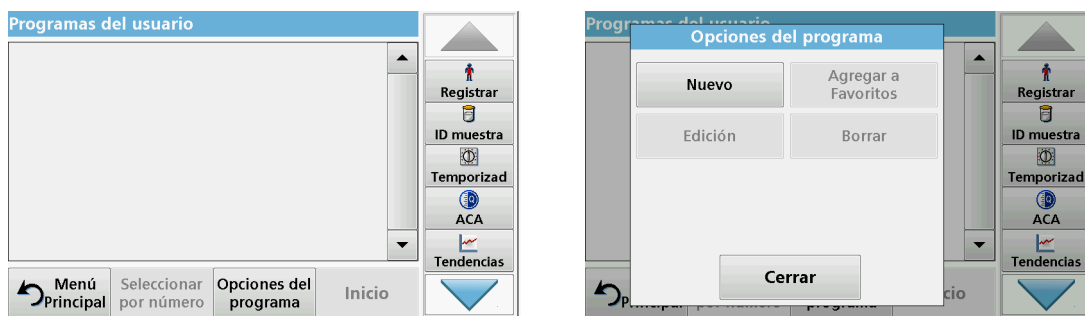 Programas del usuario
Registrar
ID muestra
Temporizad
ACA
Tendencias
Menú
Principal
Seleccionar
por número
Opciones del
programa
Inicio
Opciones del programa
Nuevo
Agregar a
Favoritos
Edición
Borrar
Cerrar
Registrar
ID muestra
Temporizad
ACA
Tendencias